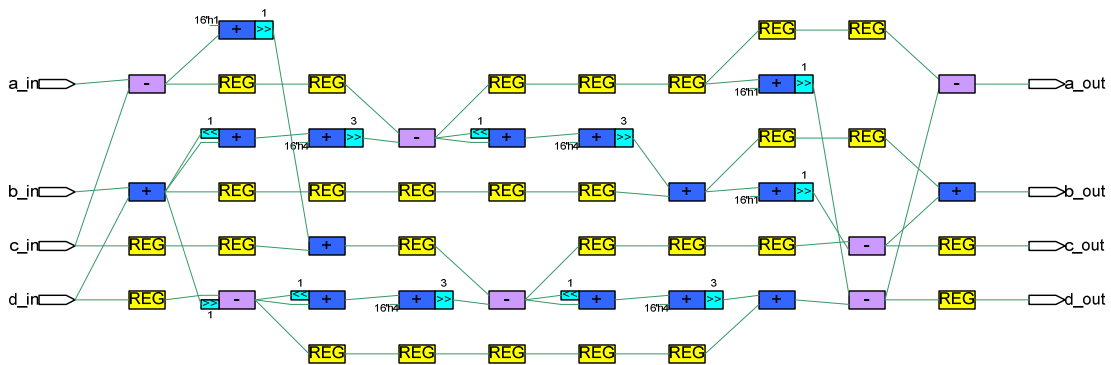 1
16'h1 + >> REG REG
1
a_in - REG REG REG REG REG + >> - a_out
16'h1
1 3 1 3
<< + + >> - << + + >> REG REG
16'h4 16'h4
1
b_in + REG REG REG REG REG + + >> + b_out
16'h1
c_in REG REG + REG REG REG REG - REG c_out
1 3 1 3
d_in REG - << + + >> - << + + >> + - REG d_out
>> 16'h4 16'h4
1
REG REG REG REG REG